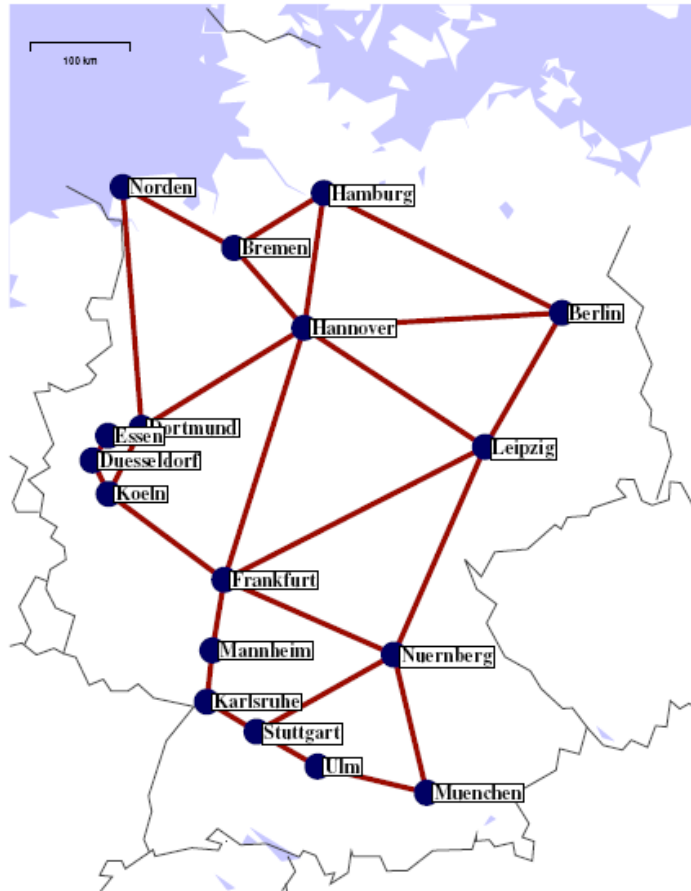 100 km
Norden
Hamburg
Bremen
Berlin
Hannover
Dortmund
Essen
Leipzig
Duesseldorf
Koeln
Frankfurt
Mannheim
Nuernberg
Karlsruhe
Stuttgart
Ulm
Muenchen